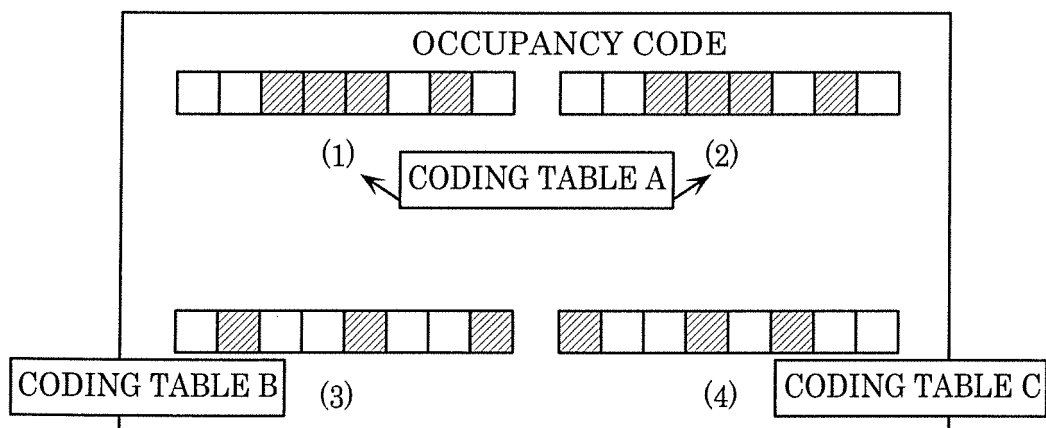 OCCUPANCY CODE
(1) (2)
CODING TABLE A
CODING TABLE B (3) (4) CODING TABLE C